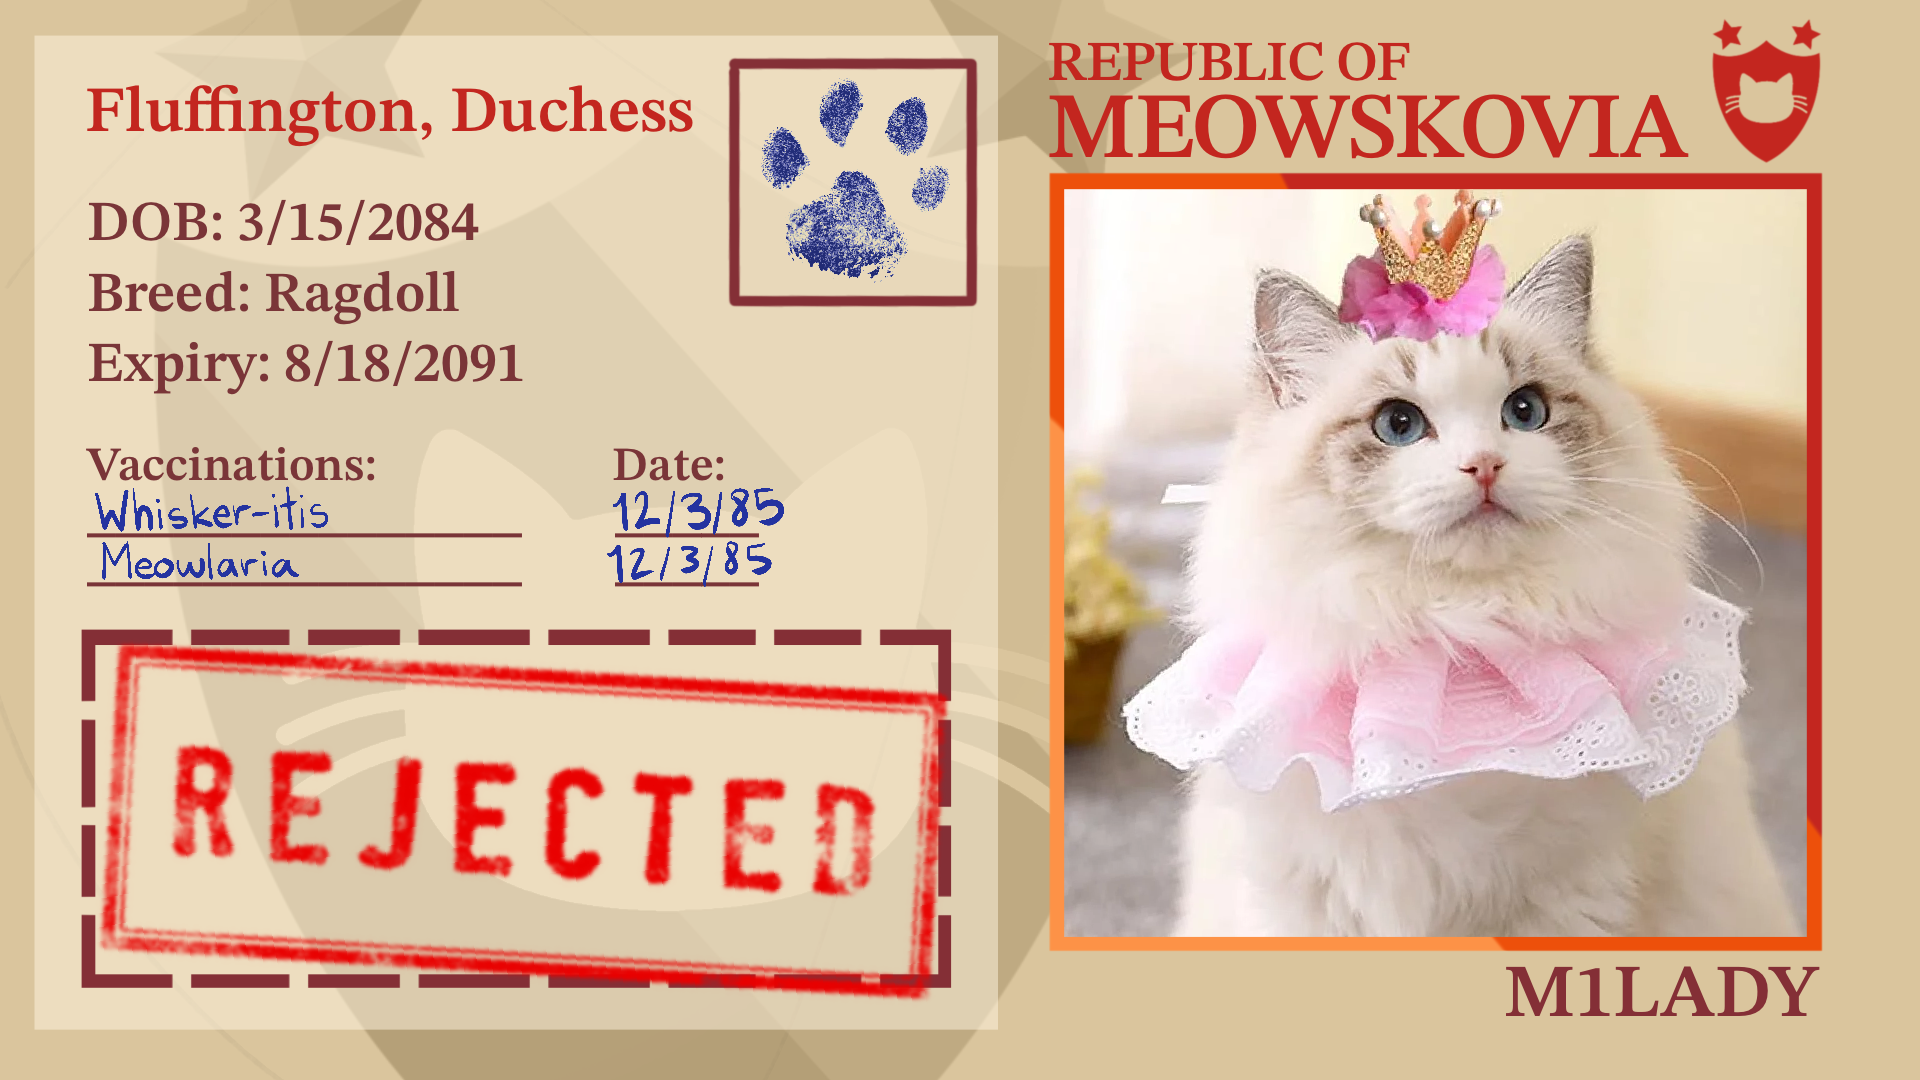 Fluffington, Duchess
DOB: 3/15/2084
Breed: Ragdoll
Expiry: 8/18/2091
Vaccinations: Date:
Whisker-itis 12/3/85
Meowlaria 12/3/85
REJECTED
REPUBLIC OF
MEOWSKOVIA
M1LADY